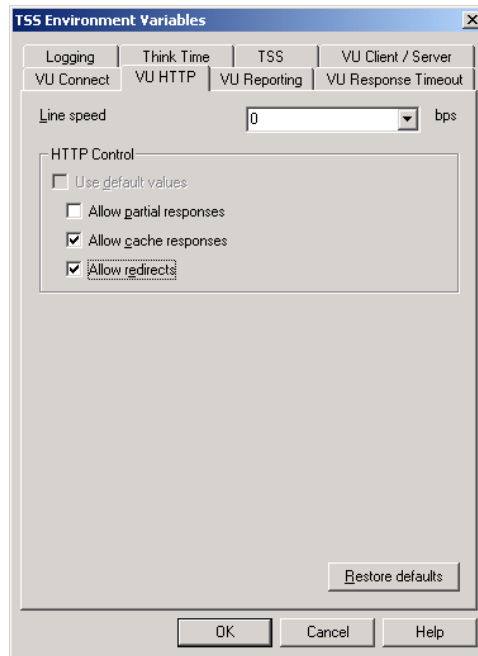 TSS Environment Variables
Logging Think Time TSS VU Client / Server
VU Connect VU HTTP VU Reporting VU Response Timeout
Line speed 0 bps
HTTP Control
Use default values
Allow partial responses
Allow cache responses
Allow redirects
Restore defaults
OK Cancel Help